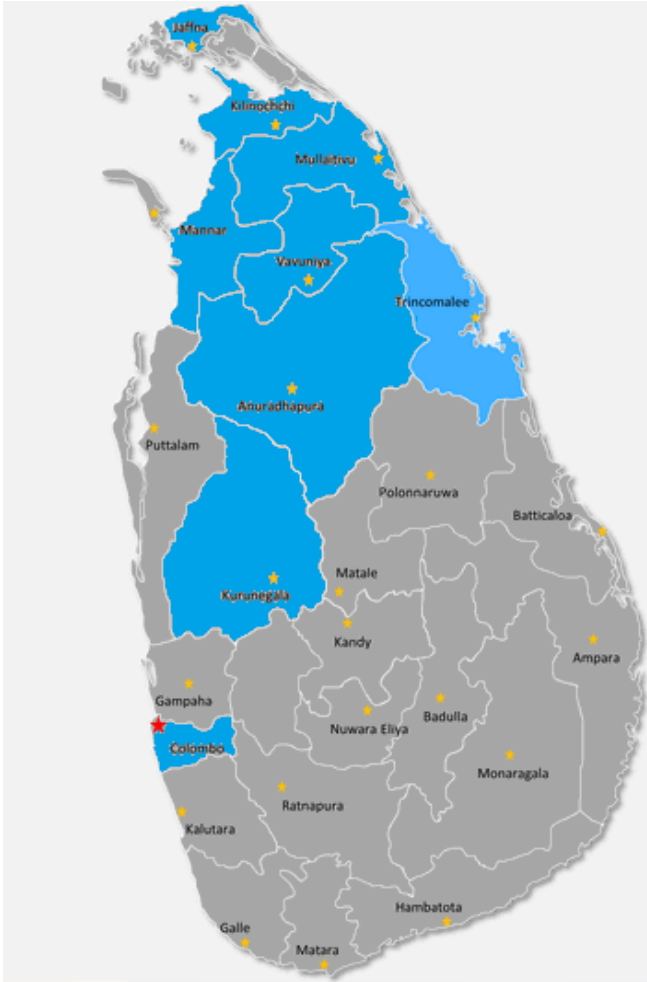 Jaffna
Kilinochchi
Mullaitivu
Mannar
Vavuniya
Trincomalee
Anuradhapura
Puttalam
Polonnaruwa
Batticaloa
Matale
Kurunegala
Kandy
Ampara
Gampaha
Badulla
Nuwara Eliya
Colombo
Monaragala
Ratnapura
Kalutara
Hambatota
Galle
Matara